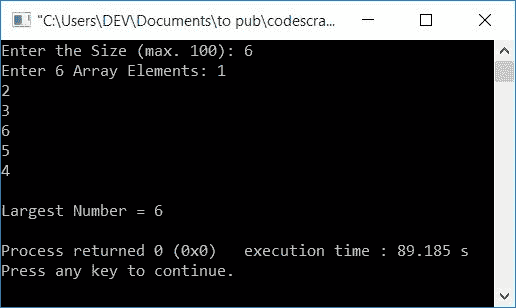 "C:\Users\DEV\Documents\to pub\codescra...
Enter the Size (max. 100): 6
Enter 6 Array Elements: 1
2
3
6
5
4
Largest Number = 6
Process returned 0 (0x0)   execution time : 89.185 s
Press any key to continue.